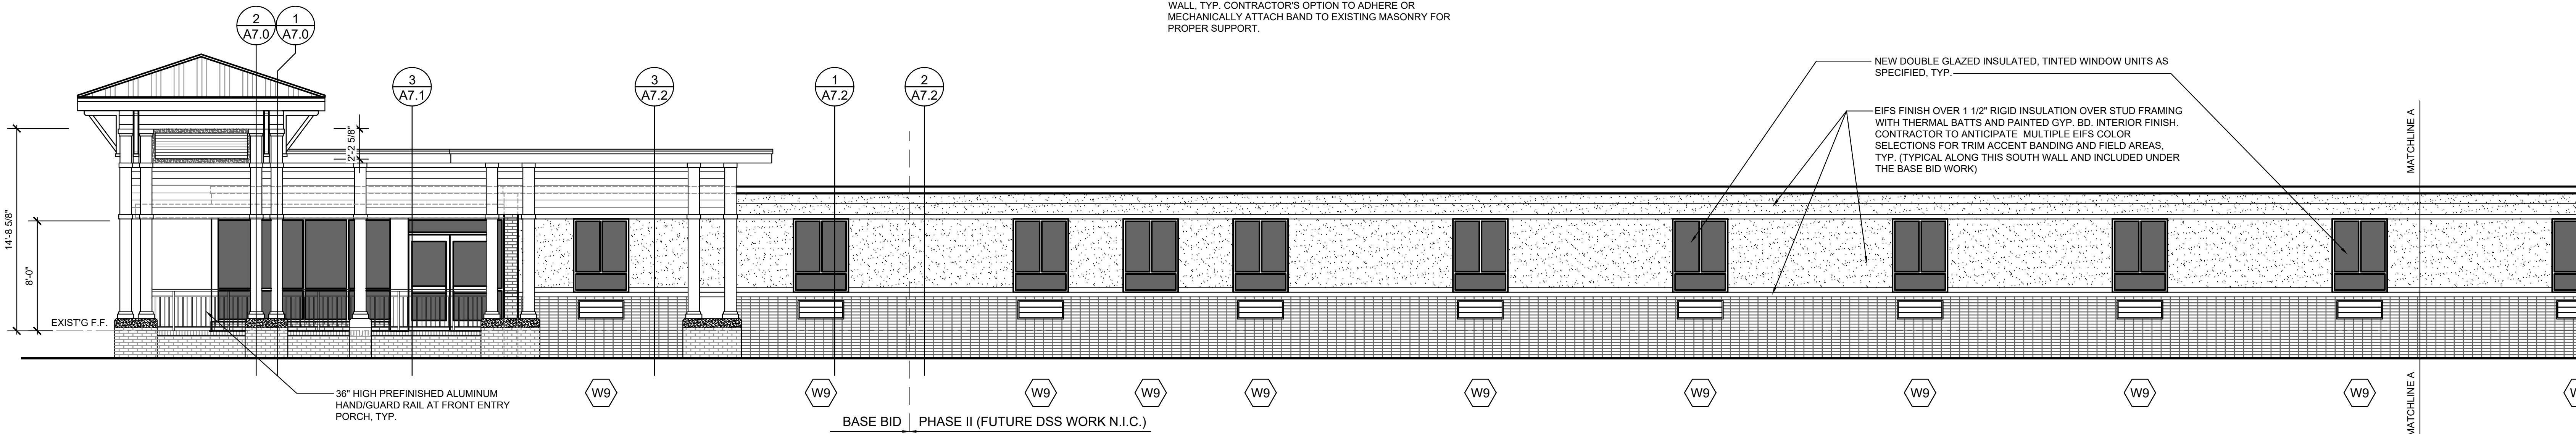 WALL, TYP. CONTRACTOR'S OPTION TO ADHERE OR
MECHANICALLY ATTACH BAND TO EXISTING MASONRY FOR
PROPER SUPPORT.
2
A7.0
1
A7.0
3
A7.1
3
A7.2
1
A7.2
2
A7.2
NEW DOUBLE GLAZED INSULATED, TINTED WINDOW UNITS AS
SPECIFIED, TYP.
EIFS FINISH OVER 1 1/2" RIGID INSULATION OVER STUD FRAMING
WITH THERMAL BATTS AND PAINTED GYP. BD. INTERIOR FINISH.
CONTRACTOR TO ANTICIPATE MULTIPLE EIFS COLOR
SELECTIONS FOR TRIM ACCENT BANDING AND FIELD AREAS,
TYP. (TYPICAL ALONG THIS SOUTH WALL AND INCLUDED UNDER
THE BASE BID WORK)
MATCHLINE A
2'-2 5/8"
14'-8 5/8"
8'-0"
EXIST'G F.F.
36" HIGH PREFINISHED ALUMINUM
HAND/GUARD RAIL AT FRONT ENTRY
PORCH, TYP.
W9
W9
W9
W9
W9
W9
W9
W9
W9
W9
MATCHLINE A
BASE BID
PHASE II (FUTURE DSS WORK N.I.C.)